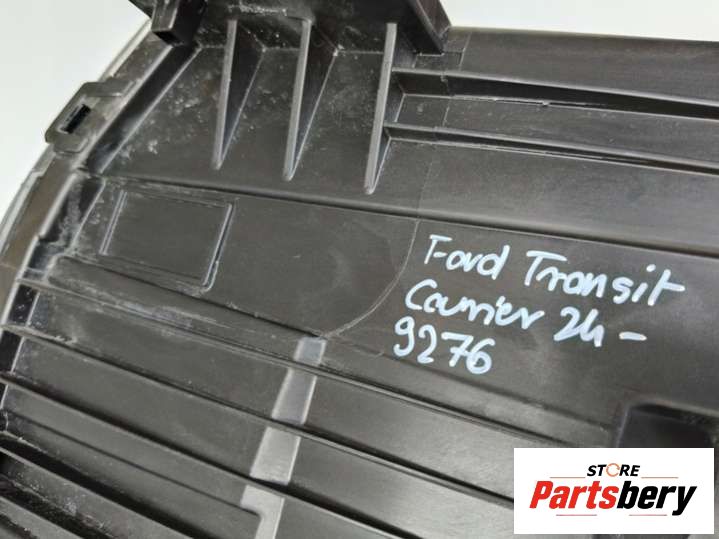 Ford Transit
Courier 24-
9276
STORE
Partsbery